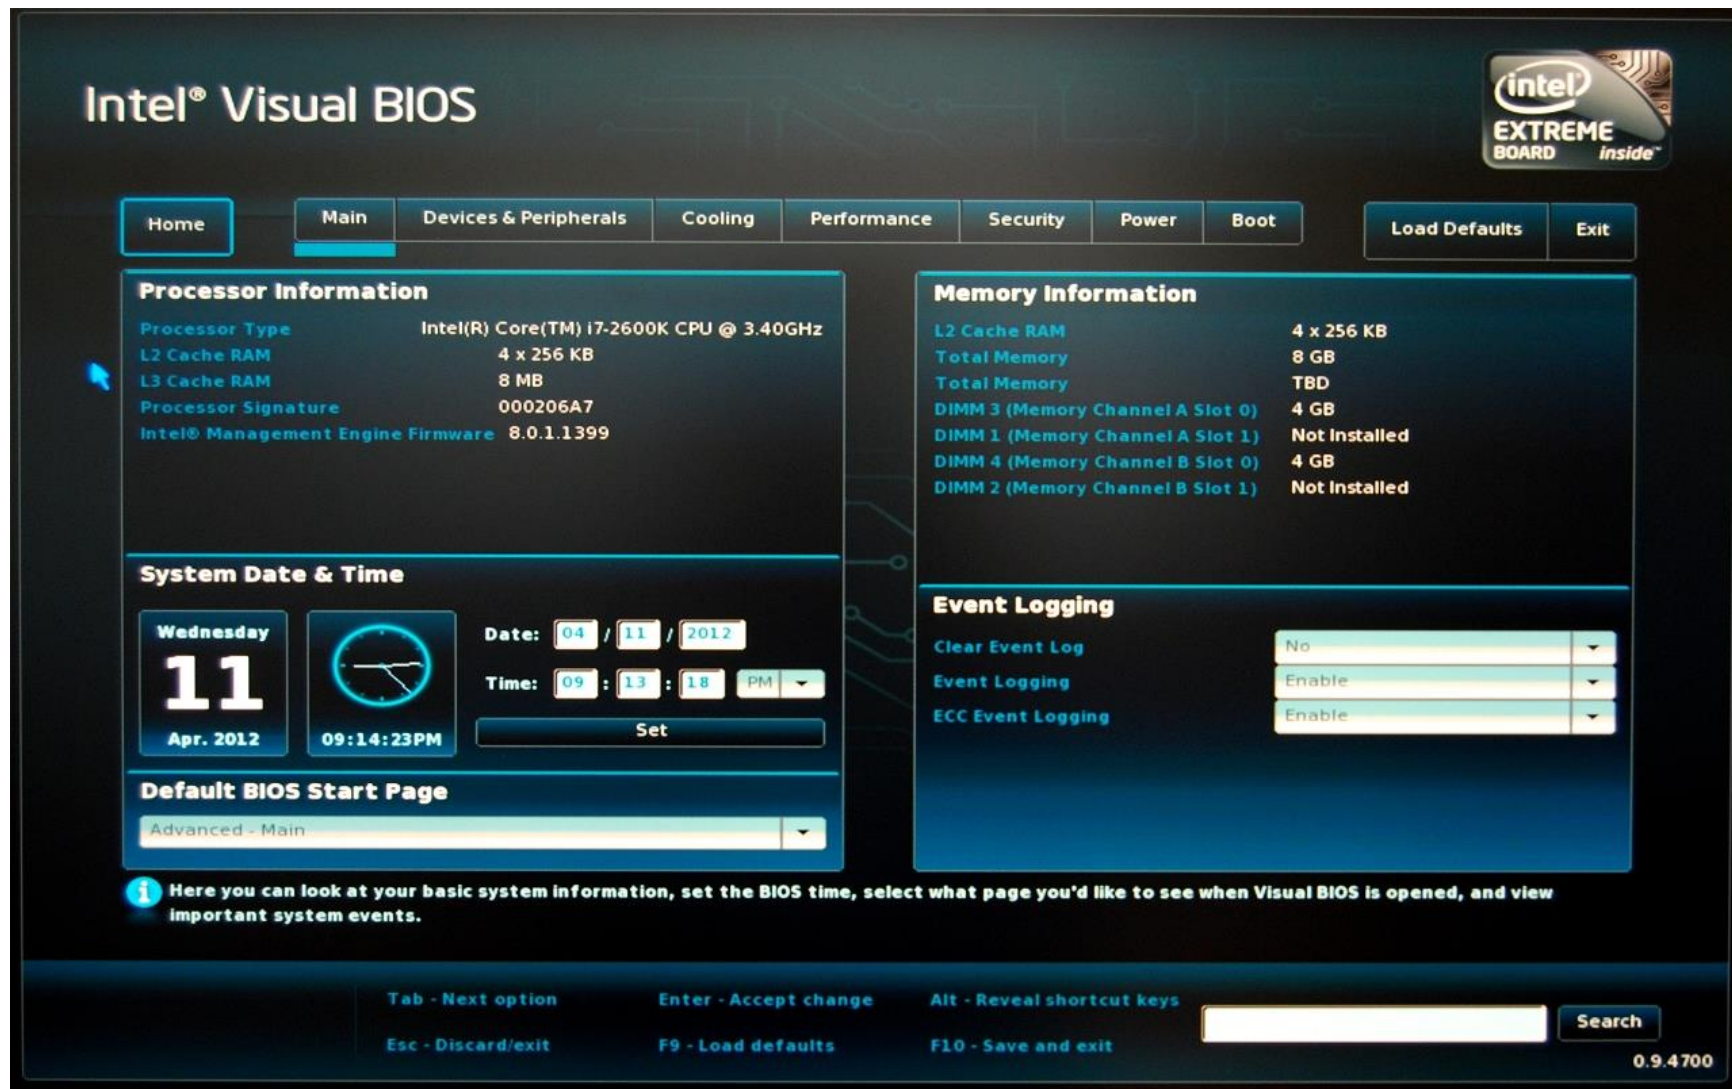 Intel® Visual BIOS
intel
EXTREME
BOARD inside™
Home
Main
Devices & Peripherals
Cooling
Performance
Security
Power
Boot
Load Defaults
Exit
Processor Information
Processor Type Intel(R) Core(TM) i7-2600K CPU @ 3.40GHz
L2 Cache RAM 4 x 256 KB
L3 Cache RAM 8 MB
Processor Signature 000206A7
Intel® Management Engine Firmware 8.0.1.1399
System Date & Time
Wednesday
11
Apr. 2012
09:14:23PM
Date: 04 / 11 / 2012
Time: 09 : 13 : 18 PM
Set
Default BIOS Start Page
Advanced - Main
Memory Information
L2 Cache RAM 4 x 256 KB
Total Memory 8 GB
Total Memory TBD
DIMM 3 (Memory Channel A Slot 0) 4 GB
DIMM 1 (Memory Channel A Slot 1) Not Installed
DIMM 4 (Memory Channel B Slot 0) 4 GB
DIMM 2 (Memory Channel B Slot 1) Not Installed
Event Logging
Clear Event Log No
Event Logging Enable
ECC Event Logging Enable
i Here you can look at your basic system information, set the BIOS time, select what page you'd like to see when Visual BIOS is opened, and view
important system events.
Tab - Next option Enter - Accept change Alt - Reveal shortcut keys
Esc - Discard/exit F9 - Load defaults F10 - Save and exit
Search
0.9.4700